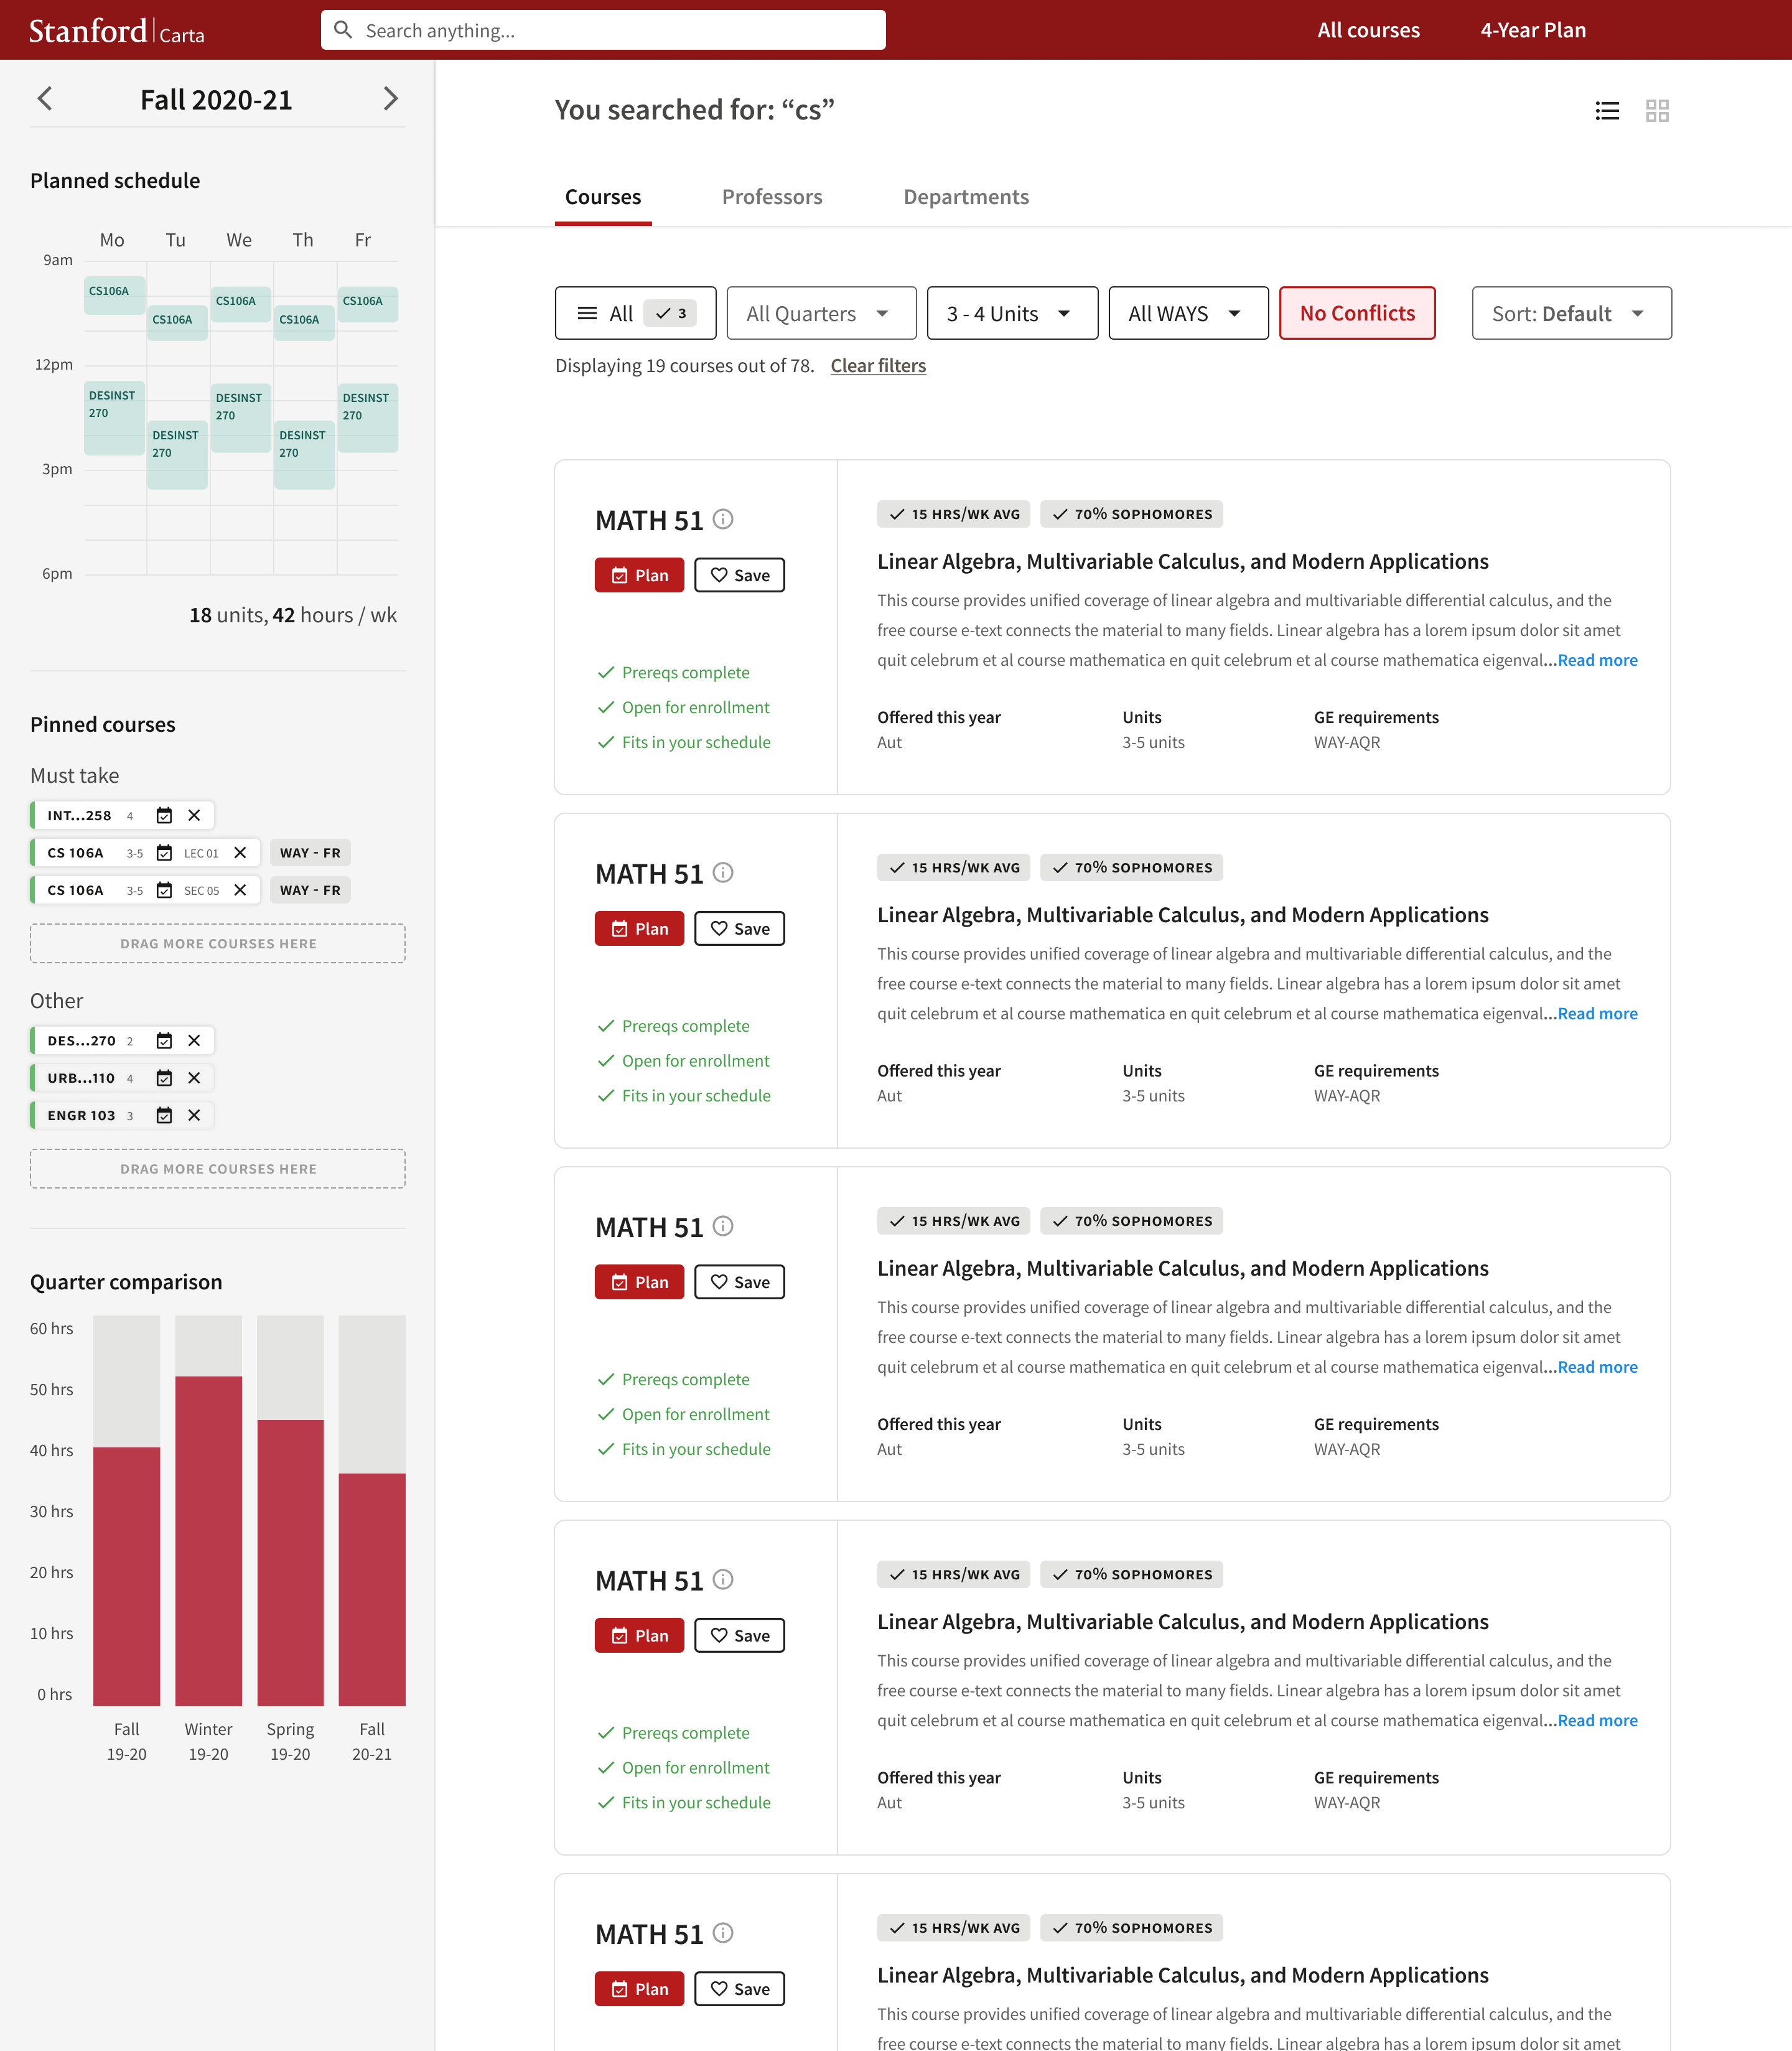 Stanford Carta
Search anything...
All courses
4-Year Plan
Fall 2020-21
Planned schedule
Mo Tu We Th Fr
9am
CS106A
CS106A
CS106A
CS106A
CS106A
12pm
DESINST
270
DESINST
270
DESINST
270
DESINST
270
DESINST
270
3pm
6pm
18 units, 42 hours / wk
Pinned courses
Must take
INT...258 4
CS 106A 3-5 LEC 01 WAY - FR
CS 106A 3-5 SEC 05 WAY - FR
DRAG MORE COURSES HERE
Other
DES...270 2
URB...110 4
ENGR 103 3
DRAG MORE COURSES HERE
Quarter comparison
60 hrs
50 hrs
40 hrs
30 hrs
20 hrs
10 hrs
0 hrs
Fall Winter Spring Fall
19-20 19-20 19-20 20-21
You searched for: “cs”
Courses Professors Departments
All 3 All Quarters 3 - 4 Units All WAYS No Conflicts Sort: Default
Displaying 19 courses out of 78. Clear filters
MATH 51
Plan Save
Prereqs complete
Open for enrollment
Fits in your schedule
15 HRS/WK AVG 70% SOPHOMORES
Linear Algebra, Multivariable Calculus, and Modern Applications
This course provides unified coverage of linear algebra and multivariable differential calculus, and the
free course e-text connects the material to many fields. Linear algebra has a lorem ipsum dolor sit amet
quit celebrum et al course mathematica en quit celebrum et al course mathematica eigenval...Read more
Offered this year Units GE requirements
Aut 3-5 units WAY-AQR
MATH 51
Plan Save
Prereqs complete
Open for enrollment
Fits in your schedule
15 HRS/WK AVG 70% SOPHOMORES
Linear Algebra, Multivariable Calculus, and Modern Applications
This course provides unified coverage of linear algebra and multivariable differential calculus, and the
free course e-text connects the material to many fields. Linear algebra has a lorem ipsum dolor sit amet
quit celebrum et al course mathematica en quit celebrum et al course mathematica eigenval...Read more
Offered this year Units GE requirements
Aut 3-5 units WAY-AQR
MATH 51
Plan Save
Prereqs complete
Open for enrollment
Fits in your schedule
15 HRS/WK AVG 70% SOPHOMORES
Linear Algebra, Multivariable Calculus, and Modern Applications
This course provides unified coverage of linear algebra and multivariable differential calculus, and the
free course e-text connects the material to many fields. Linear algebra has a lorem ipsum dolor sit amet
quit celebrum et al course mathematica en quit celebrum et al course mathematica eigenval...Read more
Offered this year Units GE requirements
Aut 3-5 units WAY-AQR
MATH 51
Plan Save
Prereqs complete
Open for enrollment
Fits in your schedule
15 HRS/WK AVG 70% SOPHOMORES
Linear Algebra, Multivariable Calculus, and Modern Applications
This course provides unified coverage of linear algebra and multivariable differential calculus, and the
free course e-text connects the material to many fields. Linear algebra has a lorem ipsum dolor sit amet
quit celebrum et al course mathematica en quit celebrum et al course mathematica eigenval...Read more
Offered this year Units GE requirements
Aut 3-5 units WAY-AQR
MATH 51
Plan Save
15 HRS/WK AVG 70% SOPHOMORES
Linear Algebra, Multivariable Calculus, and Modern Applications
This course provides unified coverage of linear algebra and multivariable differential calculus, and the
free course e-text connects the material to many fields. Linear algebra has a lorem ipsum dolor sit amet